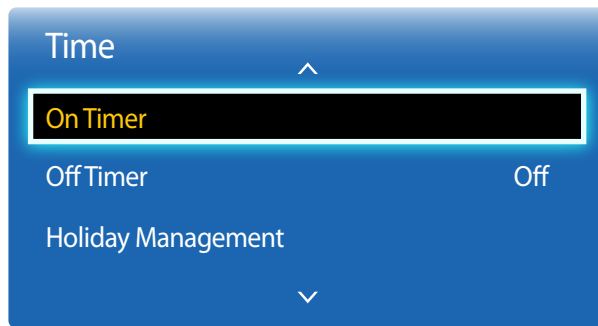 Time
On Timer
Off Timer Off
Holiday Management